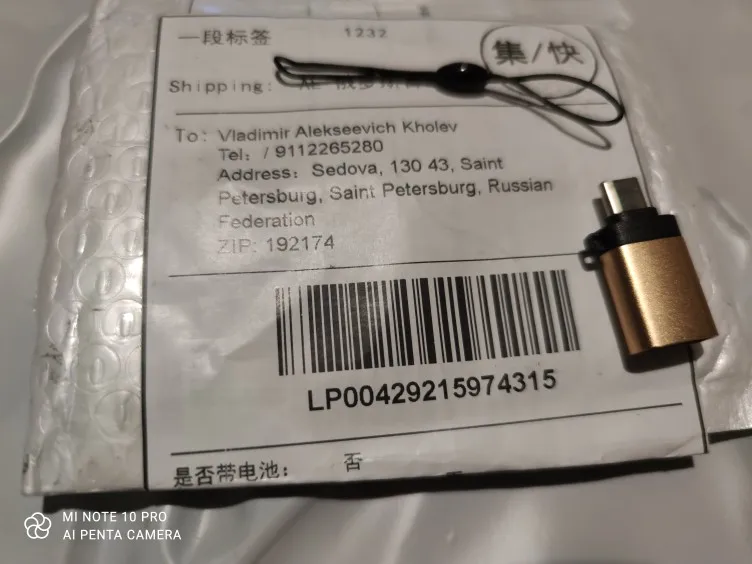 一段标签 1232
集/快
Shipping:
To: Vladimir Alekseevich Kholev
Tel: / 9112265280
Address: Sedova, 130 43, Saint
Petersburg, Saint Petersburg, Russian
Federation
ZIP: 192174
LP00429215974315
是否带电池: 否
MI NOTE 10 PRO
AI PENTA CAMERA